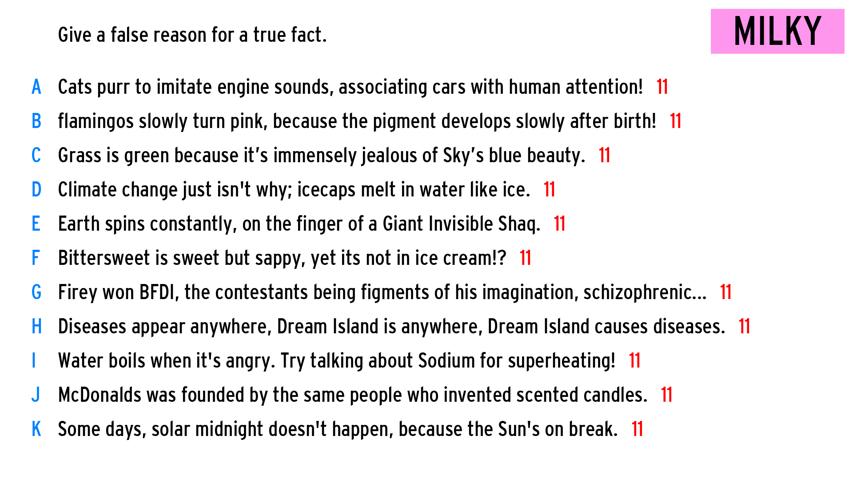 Give a false reason for a true fact.
MILKY
A Cats purr to imitate engine sounds, associating cars with human attention! 11
B flamingos slowly turn pink, because the pigment develops slowly after birth! 11
C Grass is green because it's immensely jealous of Sky's blue beauty. 11
D Climate change just isn't why; icecaps melt in water like ice. 11
E Earth spins constantly, on the finger of a Giant Invisible Shaq. 11
F Bittersweet is sweet but sappy, yet its not in ice cream!? 11
G Firey won BFDI, the contestants being figments of his imagination, schizophrenic... 11
H Diseases appear anywhere, Dream Island is anywhere, Dream Island causes diseases. 11
I Water boils when it's angry. Try talking about Sodium for superheating! 11
J McDonalds was founded by the same people who invented scented candles. 11
K Some days, solar midnight doesn't happen, because the Sun's on break. 11